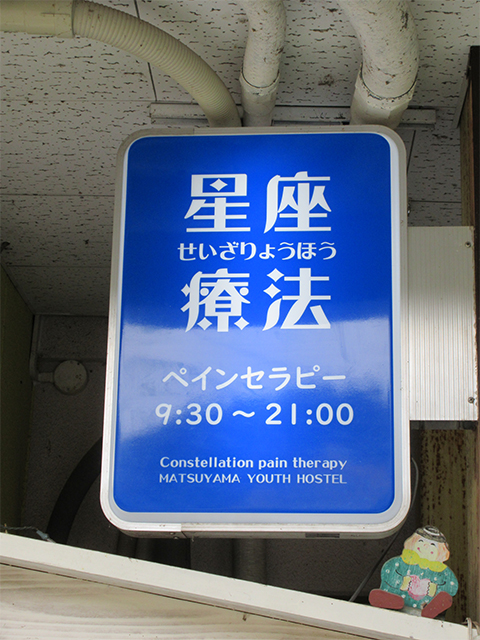 星座
せいざりょうほう
療法
ペインセラピー
9:30～21:00
Constellation pain therapy
MATSUYAMA YOUTH HOSTEL